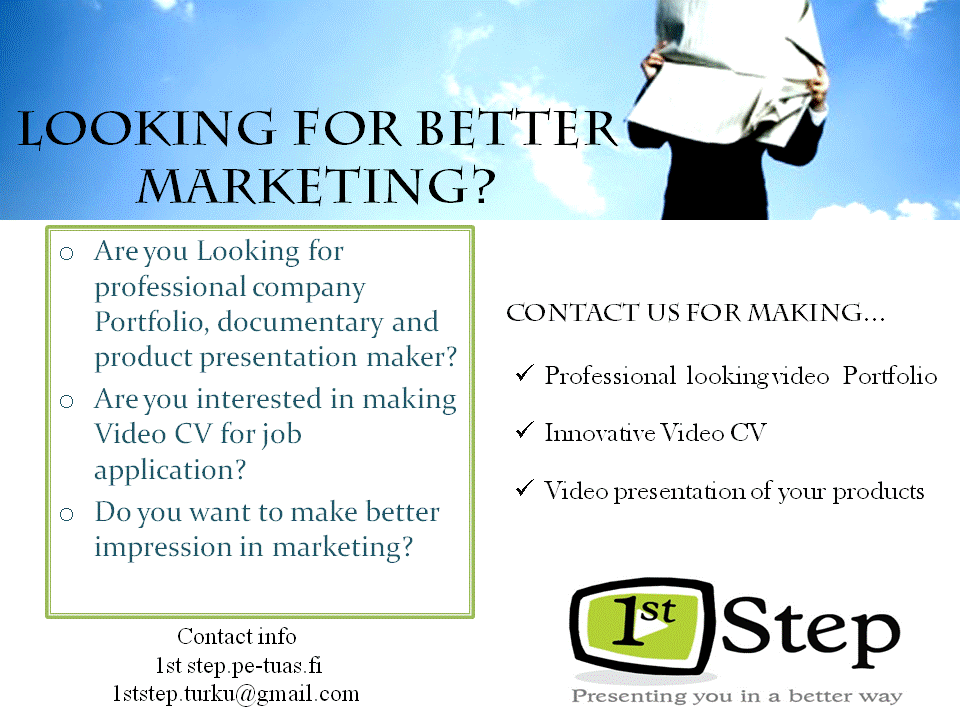 LOOKING FOR BETTER
MARKETING?
Are you Looking for
professional company
Portfolio, documentary and
product presentation maker?
Are you interested in making
Video CV for job
application?
Do you want to make better
impression in marketing?
CONTACT US FOR MAKING...
Professional looking video Portfolio
Innovative Video CV
Video presentation of your products
Contact info
1st step.pe-tuas.fi
1ststep.turku@gmail.com
1st Step
Presenting you in a better way